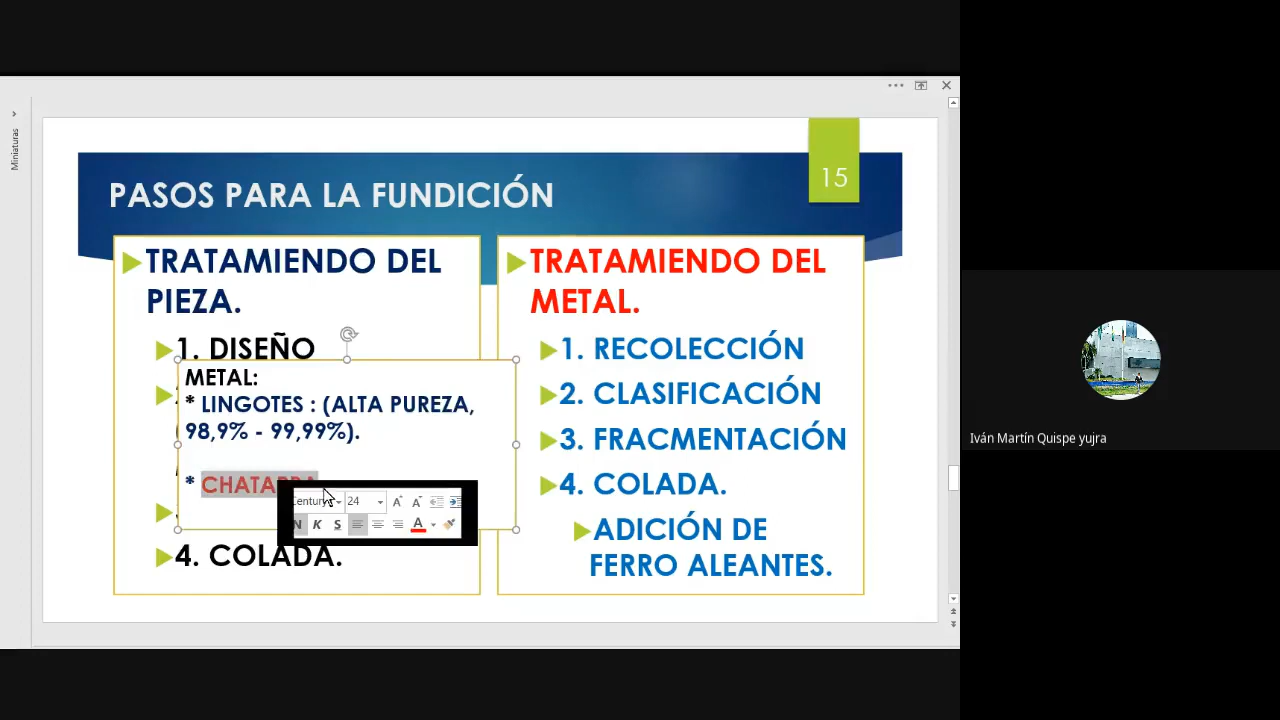 Miniaturas
15
PASOS PARA LA FUNDICIÓN
TRATAMIENDO DEL
PIEZA.
1. DISEÑO
METAL:
* LINGOTES : (ALTA PUREZA,
98,9% - 99,99%).
* CHATARRA
4. COLADA.
TRATAMIENDO DEL
METAL.
1. RECOLECCIÓN
2. CLASIFICACIÓN
3. FRACMENTACIÓN
4. COLADA.
ADICIÓN DE
FERRO ALEANTES.
Century 24 A A
N K S A
Iván Martín Quispe yujra